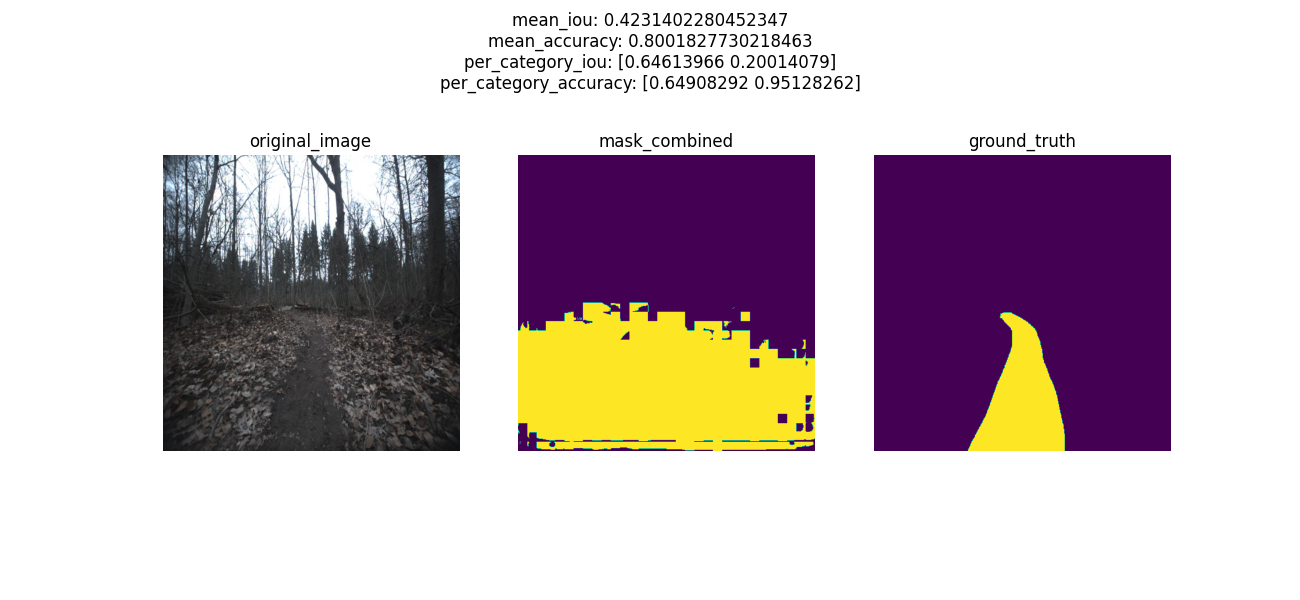 mean_iou: 0.4231402280452347
mean_accuracy: 0.8001827730218463
per_category_iou: [0.64613966 0.20014079]
per_category_accuracy: [0.64908292 0.95128262]
original_image
mask_combined
ground_truth